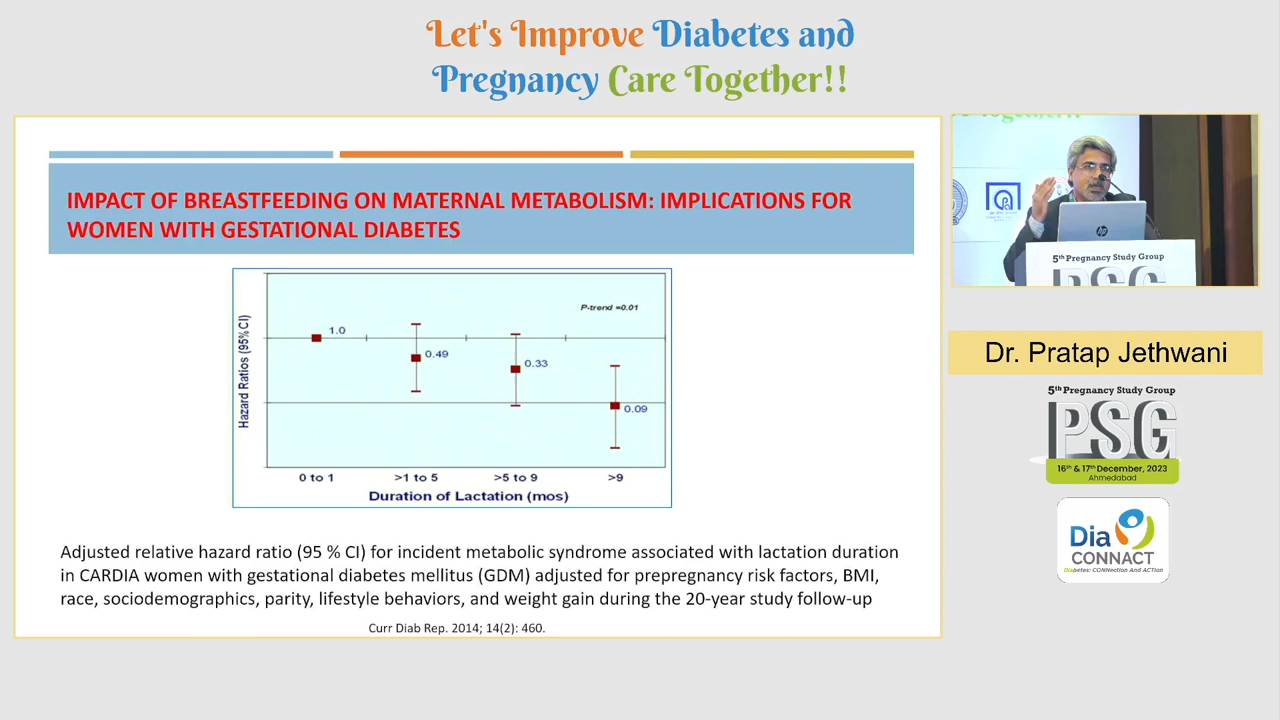 Let's Improve Diabetes and
Pregnancy Care Together!!
IMPACT OF BREASTFEEDING ON MATERNAL METABOLISM: IMPLICATIONS FOR
WOMEN WITH GESTATIONAL DIABETES
P-trend =0.01
1.0
0.49
0.33
0.09
Hazard Ratios (95% CI)
0 to 1
>1 to 5
>5 to 9
>9
Duration of Lactation (mos)
Adjusted relative hazard ratio (95 % CI) for incident metabolic syndrome associated with lactation duration
in CARDIA women with gestational diabetes mellitus (GDM) adjusted for prepregnancy risk factors, BMI,
race, sociodemographics, parity, lifestyle behaviors, and weight gain during the 20-year study follow-up
Curr Diab Rep. 2014; 14(2): 460.
hp
5th Pregnancy Study Group
PSG
Dr. Pratap Jethwani
5th Pregnancy Study Group
PSG
16th & 17th December, 2023
Ahmedabad
Dia
CONNACT
Diabetes: CONNection And ACTion